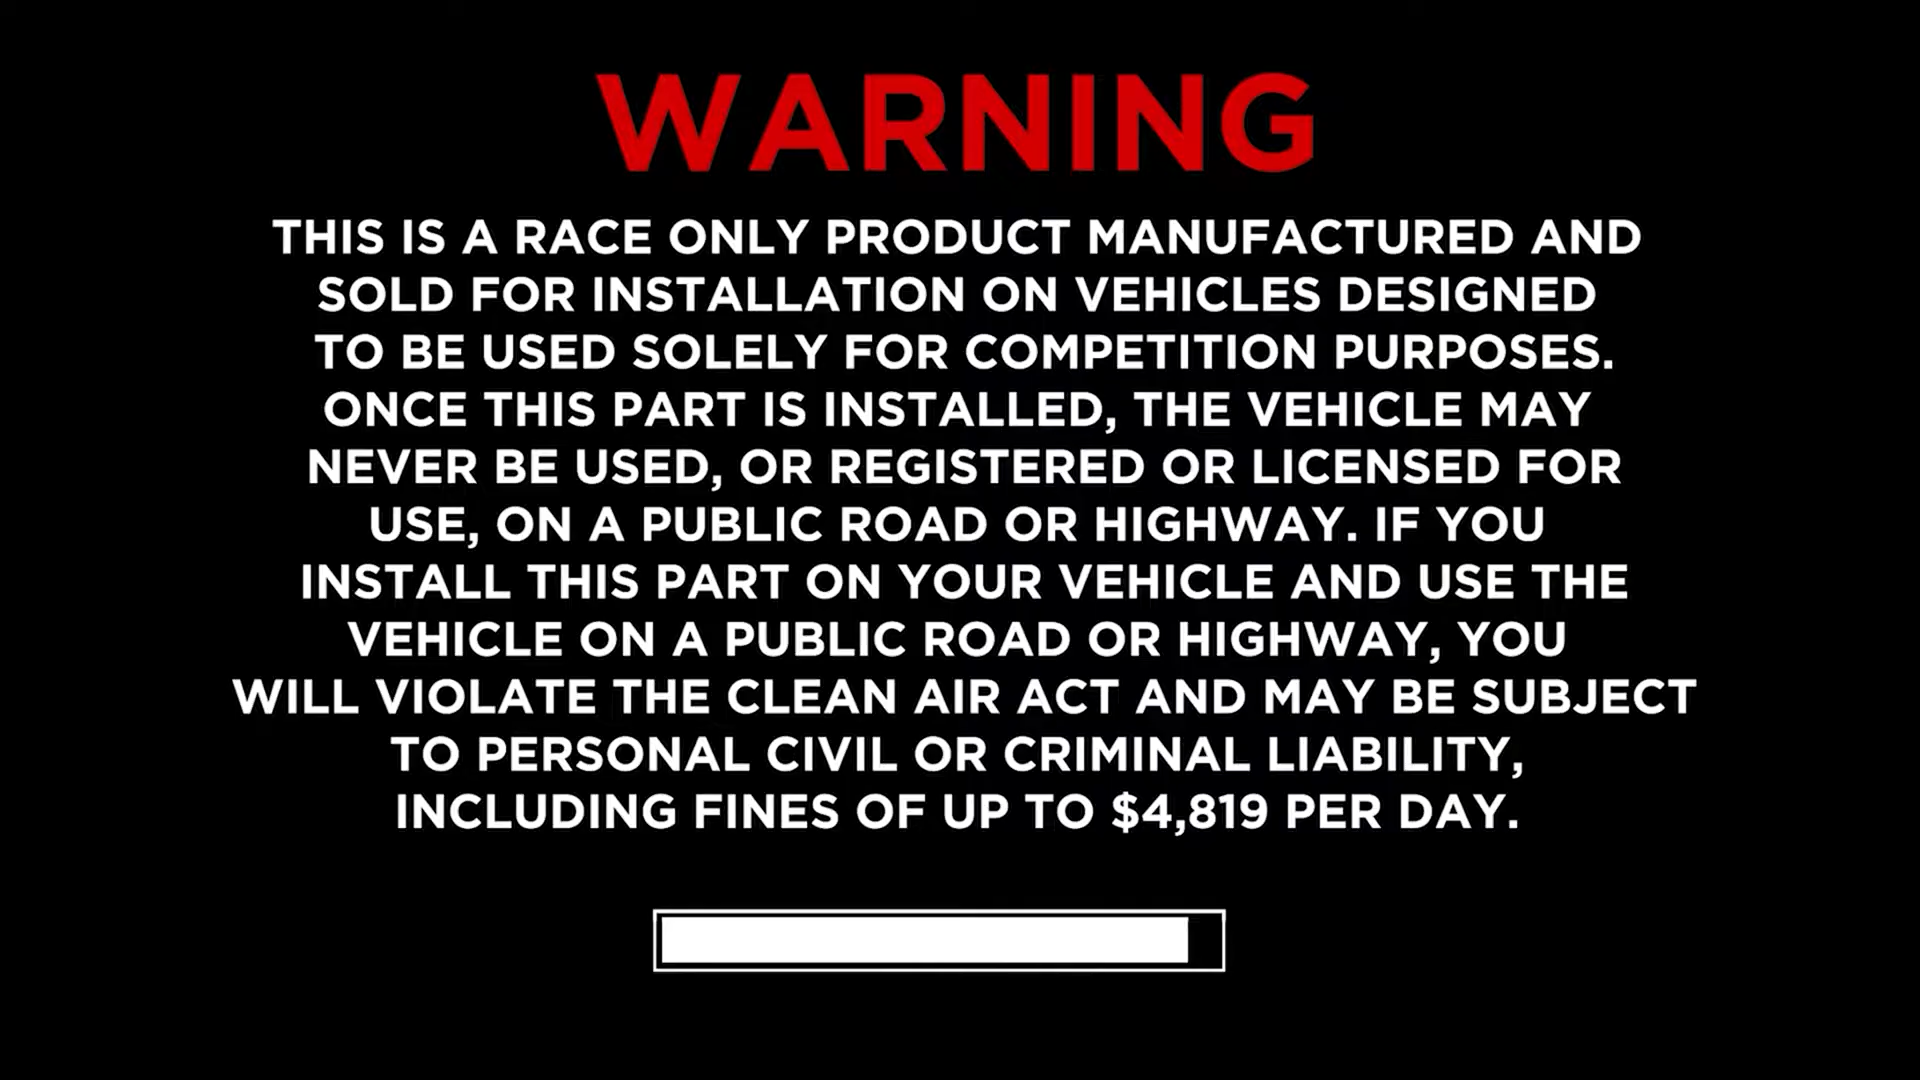 WARNING
THIS IS A RACE ONLY PRODUCT MANUFACTURED AND
SOLD FOR INSTALLATION ON VEHICLES DESIGNED
TO BE USED SOLELY FOR COMPETITION PURPOSES.
ONCE THIS PART IS INSTALLED, THE VEHICLE MAY
NEVER BE USED, OR REGISTERED OR LICENSED FOR
USE, ON A PUBLIC ROAD OR HIGHWAY. IF YOU
INSTALL THIS PART ON YOUR VEHICLE AND USE THE
VEHICLE ON A PUBLIC ROAD OR HIGHWAY, YOU
WILL VIOLATE THE CLEAN AIR ACT AND MAY BE SUBJECT
TO PERSONAL CIVIL OR CRIMINAL LIABILITY,
INCLUDING FINES OF UP TO $4,819 PER DAY.